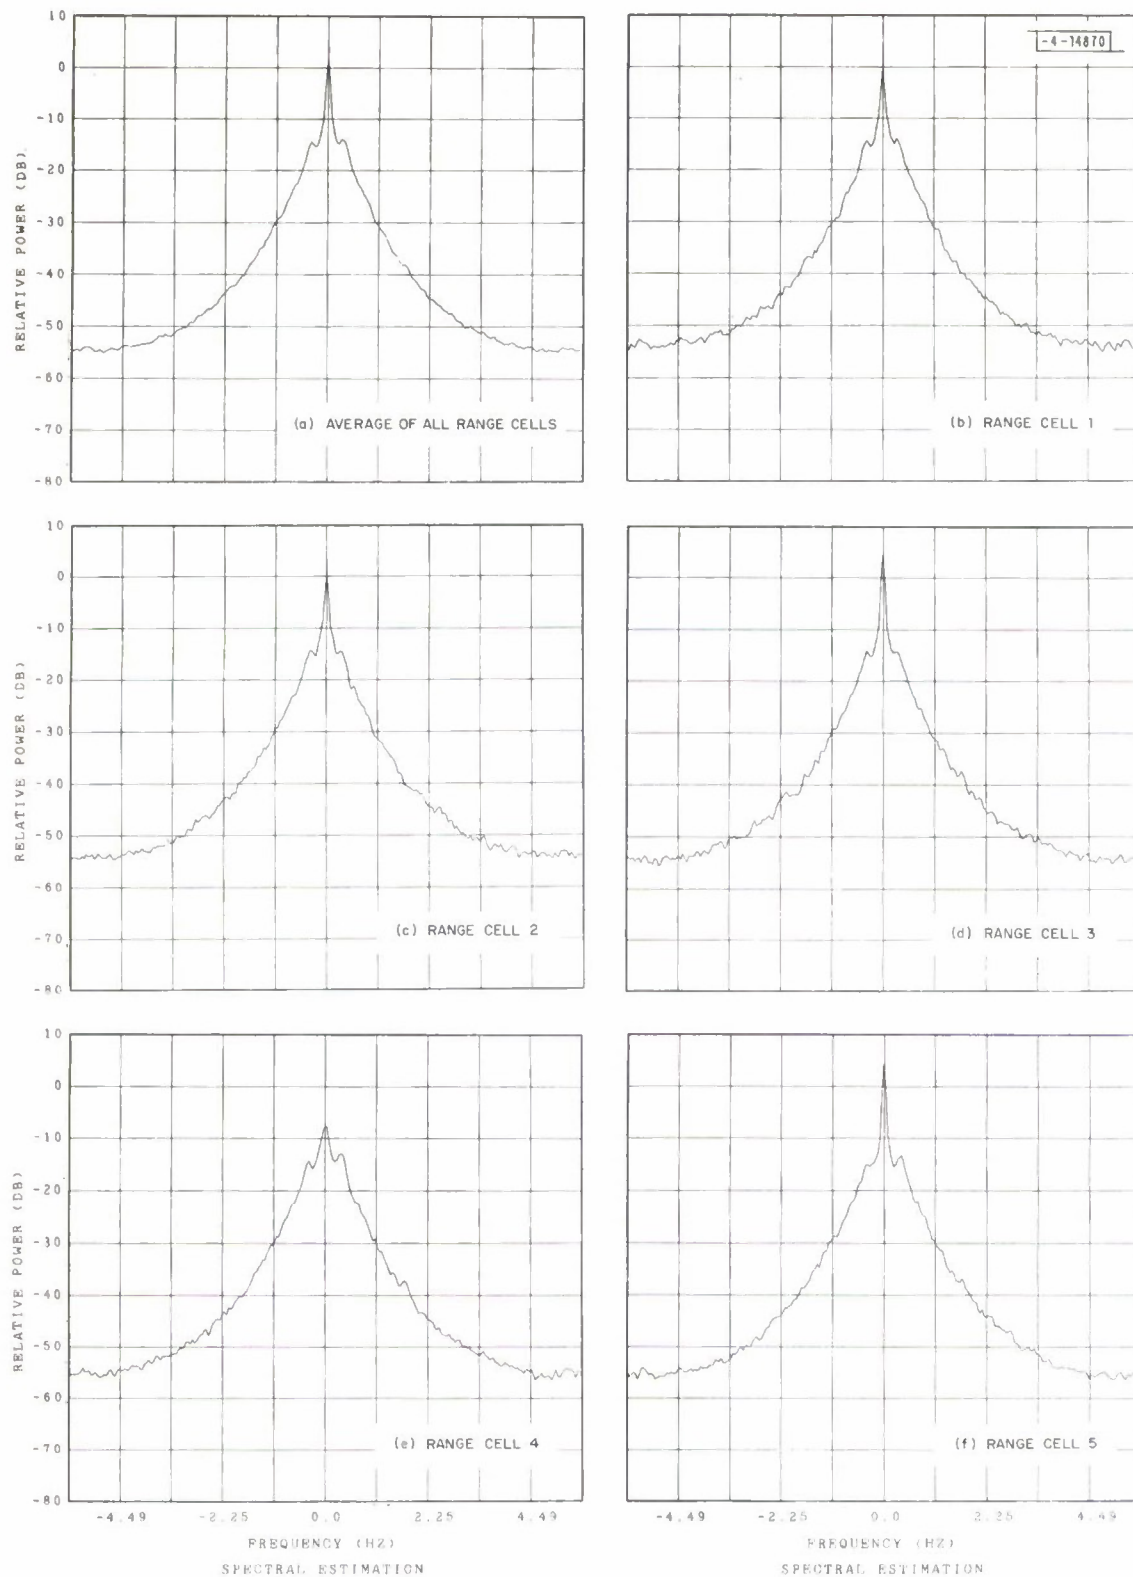 -4-14870
10
0
-10
-20
-30
-40
-50
-60
-70
-80
RELATIVE POWER (DB)
(a) AVERAGE OF ALL RANGE CELLS
(b) RANGE CELL 1
10
0
-10
-20
-30
-40
-50
-60
-70
-80
RELATIVE POWER (DB)
(c) RANGE CELL 2
(d) RANGE CELL 3
10
0
-10
-20
-30
-40
-50
-60
-70
-80
RELATIVE POWER (DB)
(e) RANGE CELL 4
(f) RANGE CELL 5
-4.49 -2.25 0.0 2.25 4.49
-4.49 -2.25 0.0 2.25 4.49
FREQUENCY (HZ)
FREQUENCY (HZ)
SPECTRAL ESTIMATION
SPECTRAL ESTIMATION